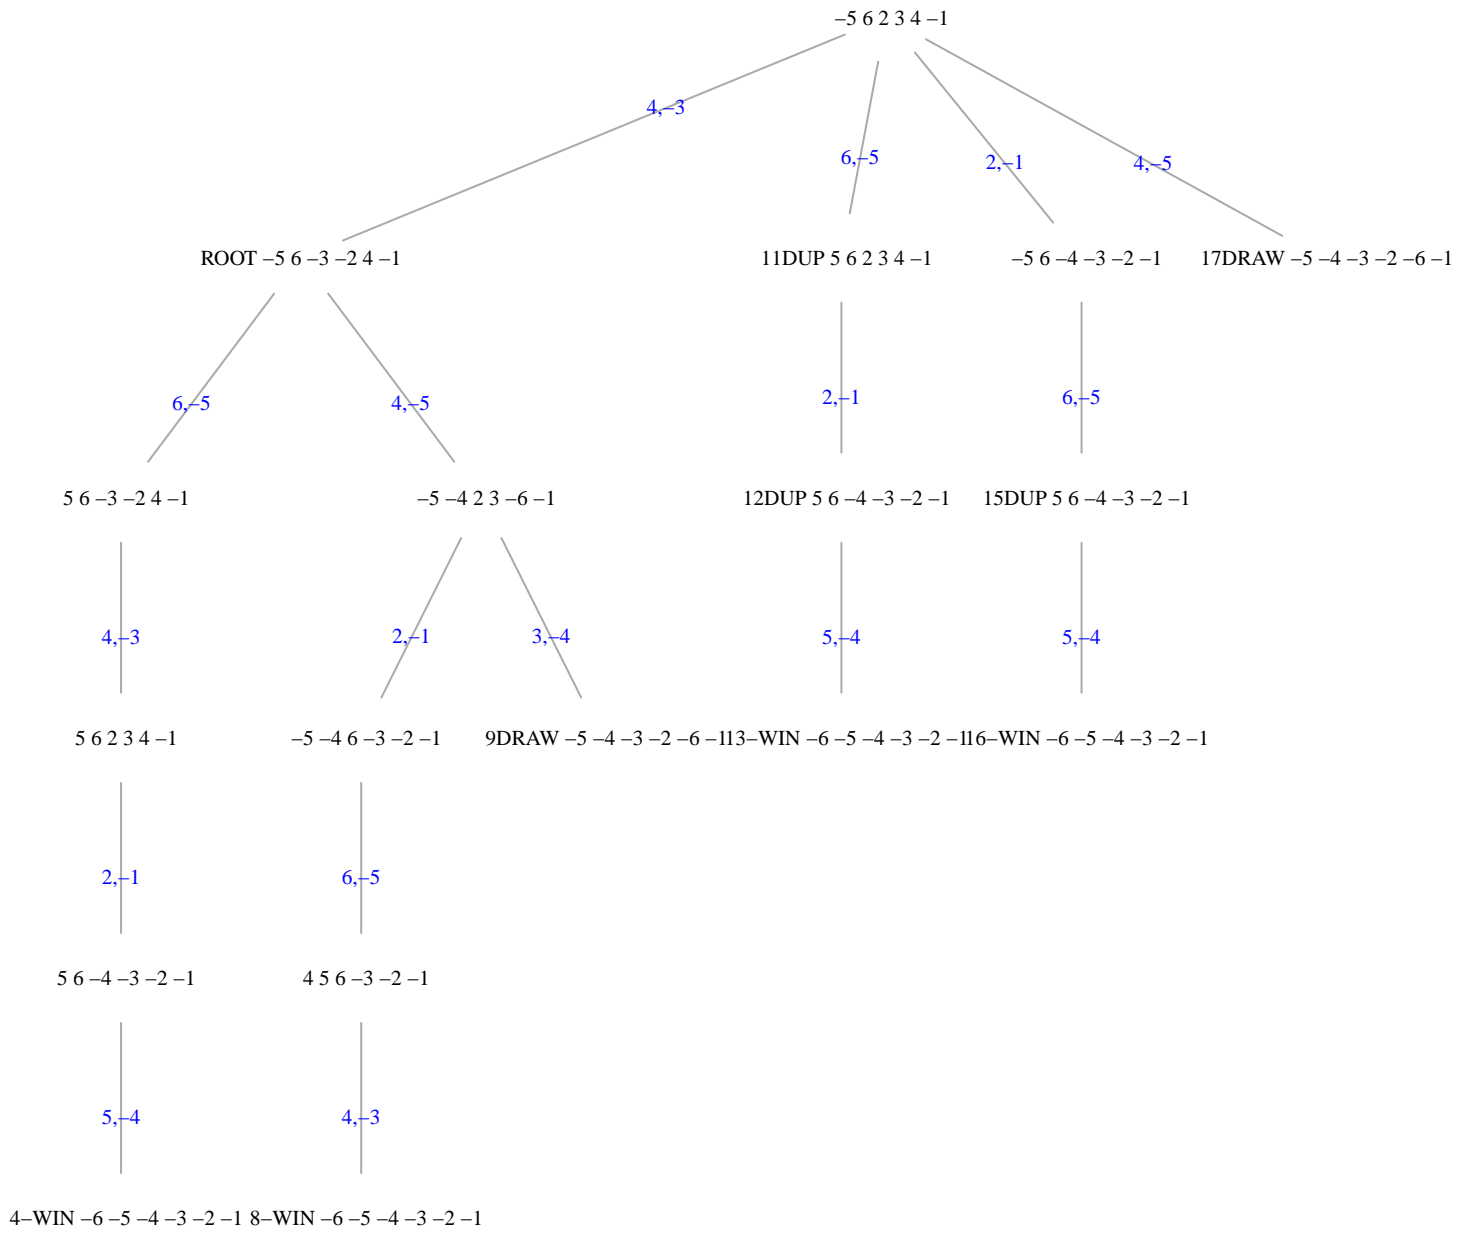 –5 6 2 3 4 –1
4,–3
6,–5
2,–1
4,–5
ROOT –5 6 –3 –2 4 –1
11DUP 5 6 2 3 4 –1
–5 6 –4 –3 –2 –1
17DRAW –5 –4 –3 –2 –6 –1
6,–5
4,–5
2,–1
6,–5
5 6 –3 –2 4 –1
–5 –4 2 3 –6 –1
12DUP 5 6 –4 –3 –2 –1
15DUP 5 6 –4 –3 –2 –1
4,–3
2,–1
3,–4
5,–4
5,–4
5 6 2 3 4 –1
–5 –4 6 –3 –2 –1
9DRAW –5 –4 –3 –2 –6 –1
13–WIN –6 –5 –4 –3 –2 –1
16–WIN –6 –5 –4 –3 –2 –1
2,–1
6,–5
5 6 –4 –3 –2 –1
4 5 6 –3 –2 –1
5,–4
4,–3
4–WIN –6 –5 –4 –3 –2 –1
8–WIN –6 –5 –4 –3 –2 –1